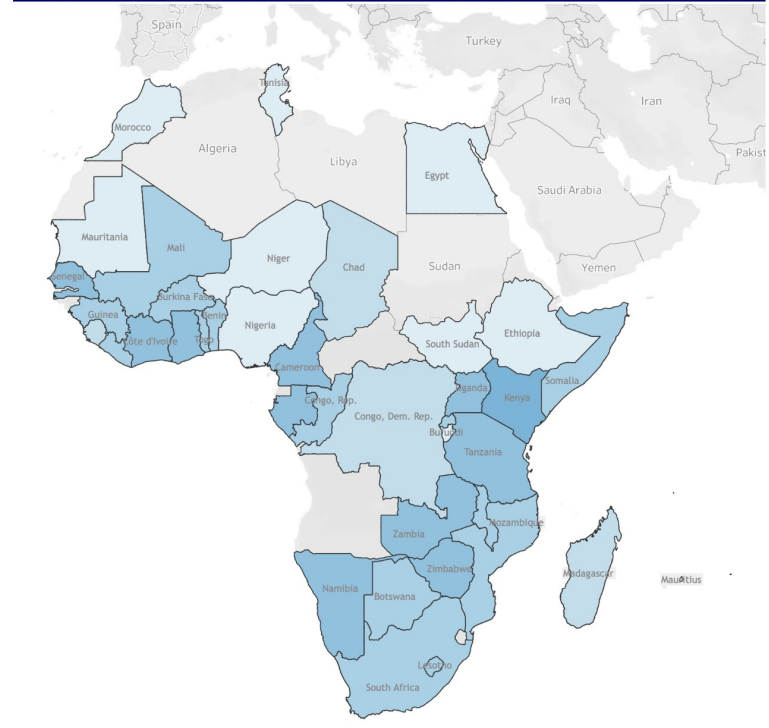 Spain
Turkey
Tunisia
Iraq
Iran
Morocco
Algeria
Libya
Pakist
Egypt
Saudi Arabia
Mauritania
Mali
Niger
Chad
Sudan
Yemen
Senegal
Burkina Faso
Guinea
Benin
Nigeria
Ethiopia
Côte d'Ivoire
Togo
South Sudan
Cameroon
Uganda
Somalia
Congo, Rep.
Kenya
Congo, Dem. Rep.
Burundi
Tanzania
Mozambique
Zambia
Zimbabwe
Madagascar
Mauritius
Namibia
Botswana
Lesotho
South Africa